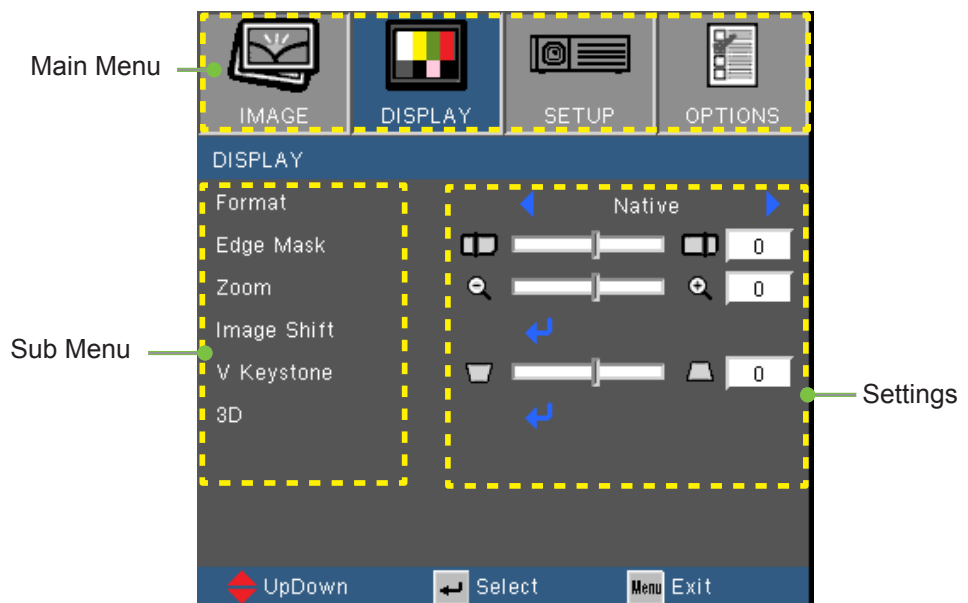 Main Menu
IMAGE DISPLAY SETUP OPTIONS
DISPLAY
Format Native
Edge Mask 0
Zoom 0
Image Shift
Sub Menu
V Keystone 0
Settings
3D
UpDown Select Menu Exit